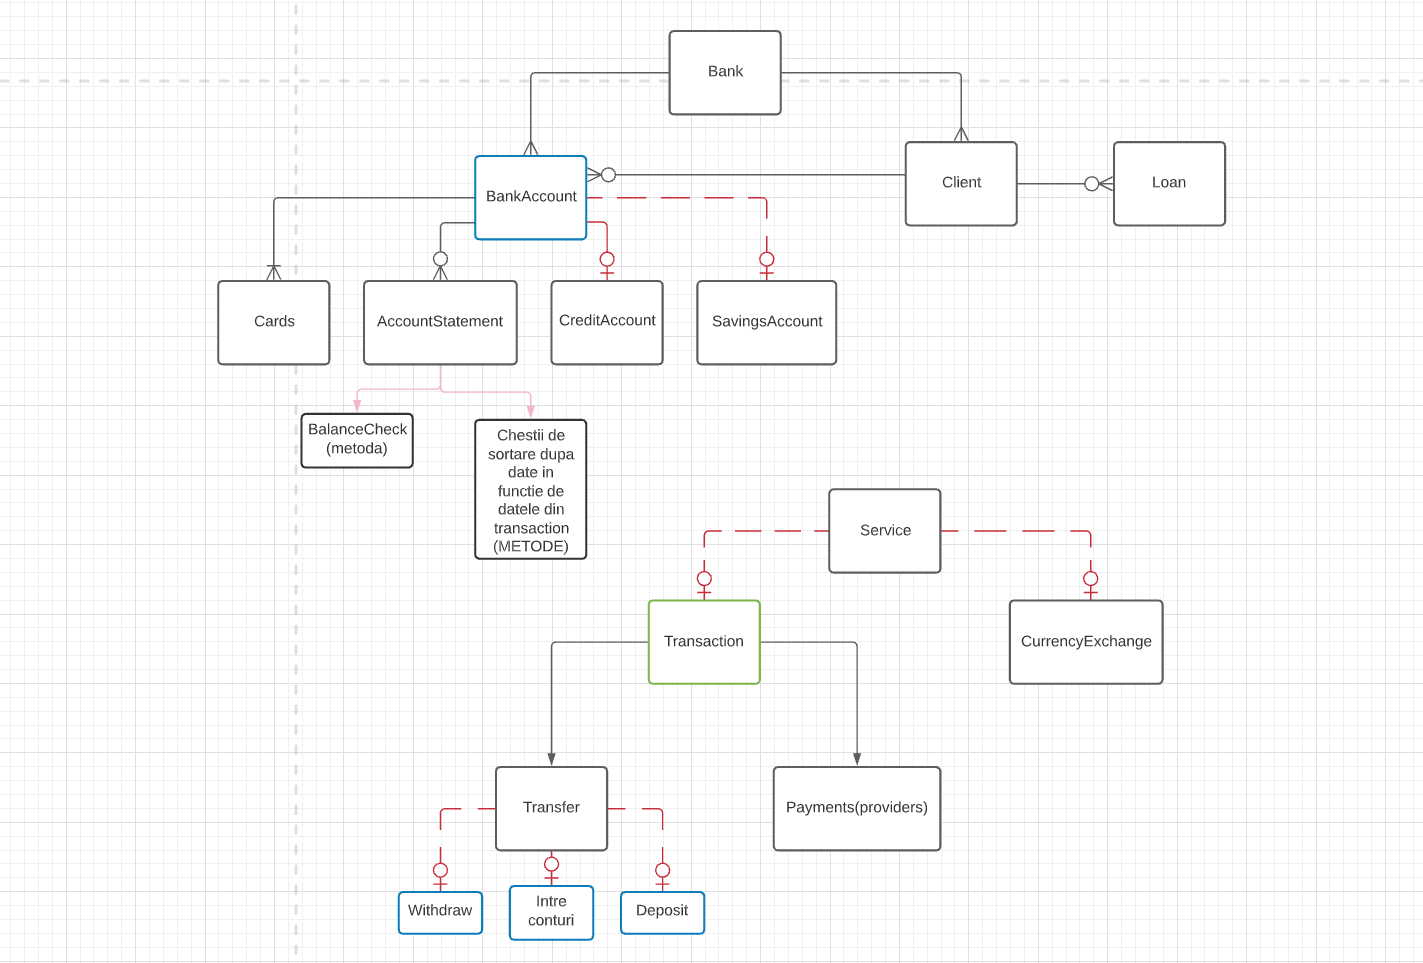 Bank
BankAccount
Client
Loan
Cards
AccountStatement
CreditAccount
SavingsAccount
BalanceCheck
(metoda)
Chestii de
sortare dupa
date in
functie de
datele din
transaction
(METODE)
Service
Transaction
CurrencyExchange
Transfer
Payments(providers)
Withdraw
Intre
conturi
Deposit